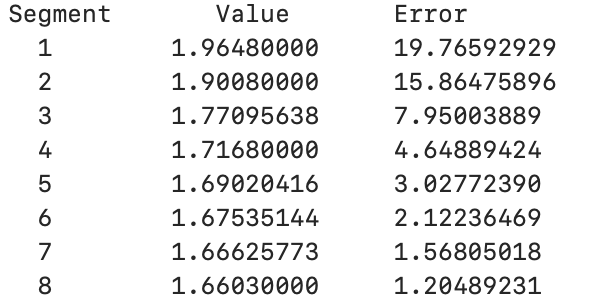 Segment Value Error
1 1.96480000 19.76592929
2 1.90080000 15.86475896
3 1.77095638 7.95003889
4 1.71680000 4.64889424
5 1.69020416 3.02772390
6 1.67535144 2.12236469
7 1.66625773 1.56805018
8 1.66030000 1.20489231